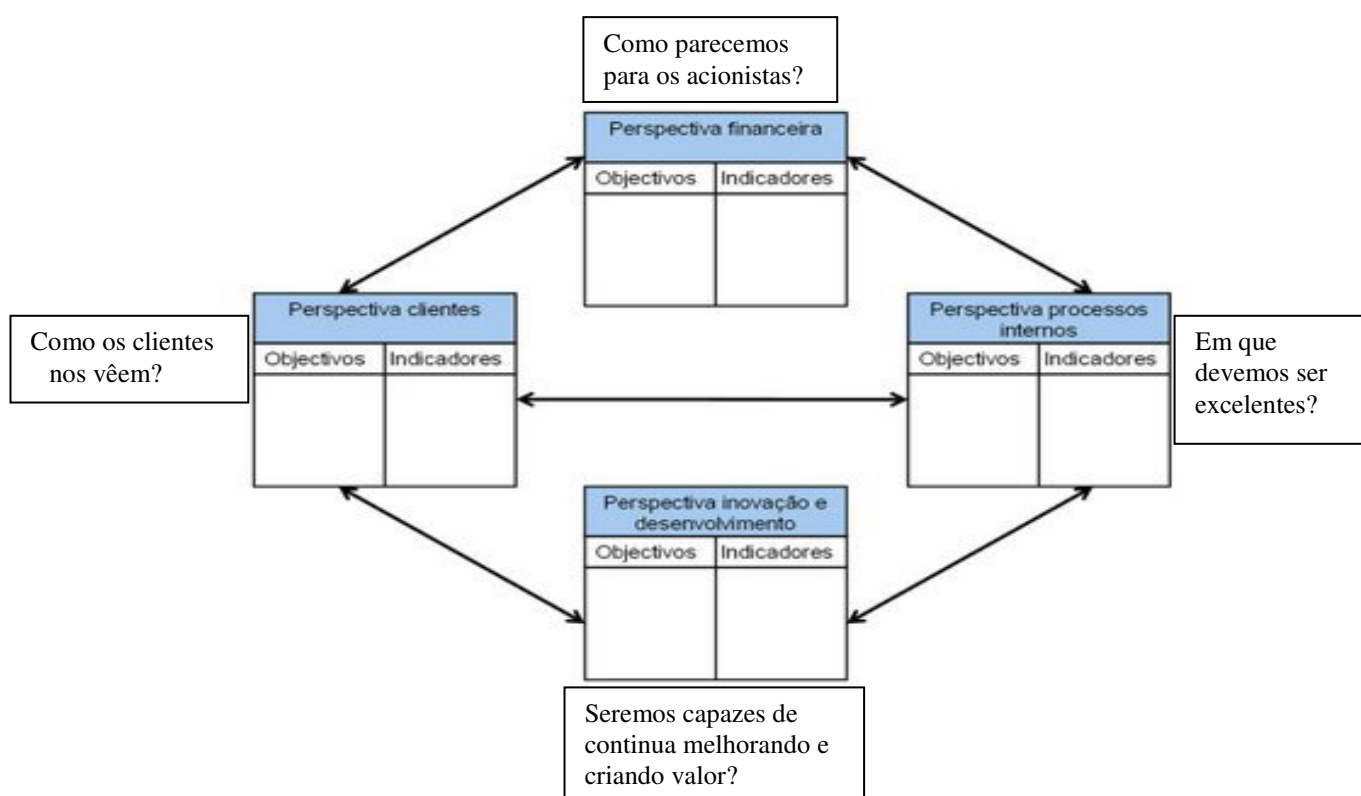 Como parecemos
para os acionistas?
Perspectiva financeira
Objectivos Indicadores
Perspectiva clientes
Objectivos Indicadores
Como os clientes
nos vêem?
Perspectiva processos
internos
Objectivos Indicadores
Em que
devemos ser
excelentes?
Perspectiva inovação e
desenvolvimento
Objectivos Indicadores
Seremos capazes de
continua melhorando e
criando valor?